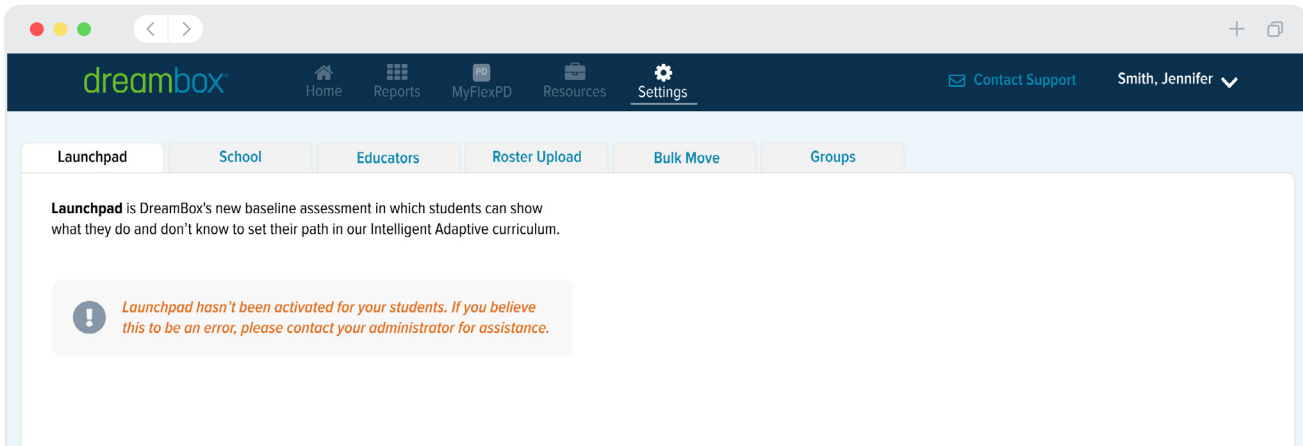 dreambox
Home
Reports
PD
MyFlexPD
Resources
Settings
Contact Support
Smith, Jennifer
Launchpad
School
Educators
Roster Upload
Bulk Move
Groups
Launchpad is DreamBox's new baseline assessment in which students can show
what they do and don't know to set their path in our Intelligent Adaptive curriculum.
Launchpad hasn't been activated for your students. If you believe
this to be an error, please contact your administrator for assistance.